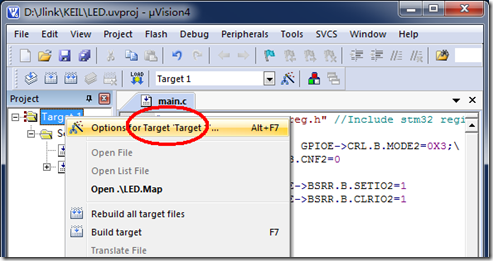 D:\Jlink\KEIL\LED.uvproj - µVision4
File Edit View Project Flash Debug Peripherals Tools SVCS Window Help
LOAD Target 1
Project main.c
Target 1 reg.h" //Include stm32 regi
Options for Target 'Target ... Alt+F7
Open File GPIOE->CRL.B.MODE2=0X3;\
Open List File .CNF2=0
Open .\LED.Map
->BSRR.B.SETIO2=1
Rebuild all target files ->BSRR.B.CLRIO2=1
Build target F7
Translate File